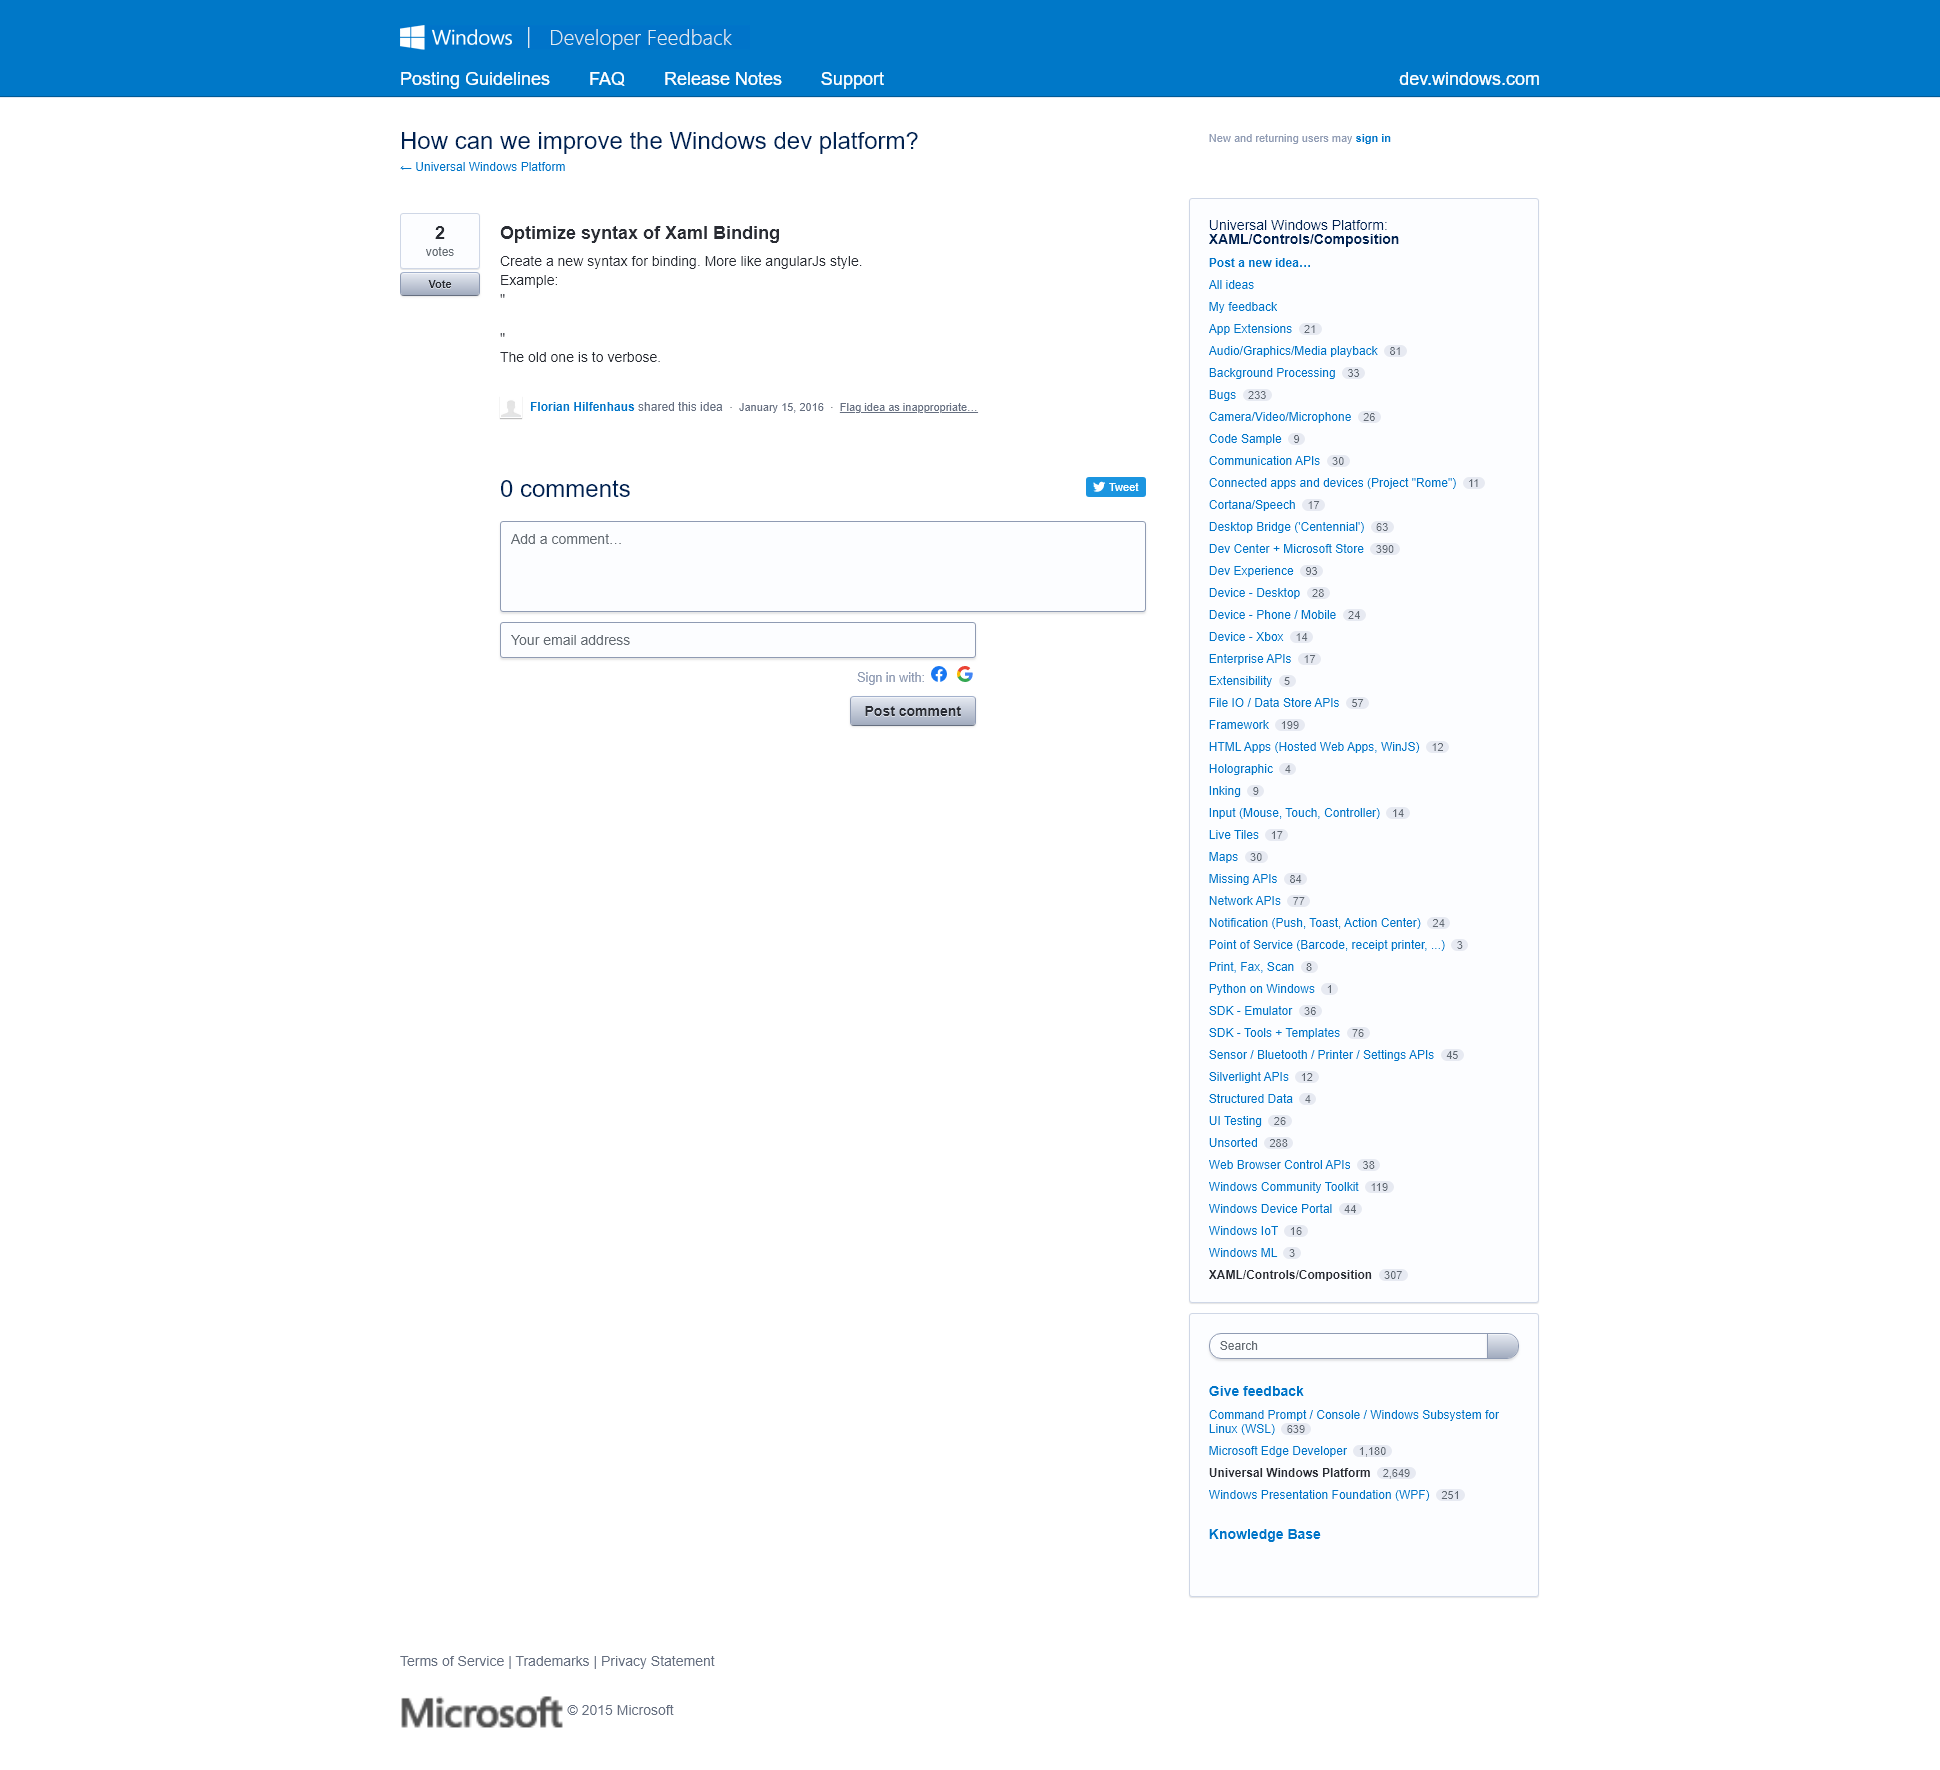 Windows | Developer Feedback
Posting Guidelines FAQ Release Notes Support dev.windows.com
How can we improve the Windows dev platform?
← Universal Windows Platform
New and returning users may sign in
2
votes
Vote
Optimize syntax of Xaml Binding
Create a new syntax for binding. More like angularJs style.
Example:
"
"
The old one is to verbose.
Florian Hilfenhaus shared this idea · January 15, 2016 · Flag idea as inappropriate…
0 comments
Tweet
Add a comment…
Your email address
Sign in with:
Post comment
Universal Windows Platform:
XAML/Controls/Composition
Post a new idea…
All ideas
My feedback
App Extensions 21
Audio/Graphics/Media playback 81
Background Processing 33
Bugs 233
Camera/Video/Microphone 26
Code Sample 9
Communication APIs 30
Connected apps and devices (Project "Rome") 11
Cortana/Speech 17
Desktop Bridge ('Centennial') 63
Dev Center + Microsoft Store 390
Dev Experience 93
Device - Desktop 28
Device - Phone / Mobile 24
Device - Xbox 14
Enterprise APIs 17
Extensibility 5
File IO / Data Store APIs 57
Framework 199
HTML Apps (Hosted Web Apps, WinJS) 12
Holographic 4
Inking 9
Input (Mouse, Touch, Controller) 14
Live Tiles 17
Maps 30
Missing APIs 84
Network APIs 77
Notification (Push, Toast, Action Center) 24
Point of Service (Barcode, receipt printer, ...) 3
Print, Fax, Scan 8
Python on Windows 1
SDK - Emulator 36
SDK - Tools + Templates 76
Sensor / Bluetooth / Printer / Settings APIs 45
Silverlight APIs 12
Structured Data 4
UI Testing 26
Unsorted 288
Web Browser Control APIs 38
Windows Community Toolkit 119
Windows Device Portal 44
Windows IoT 16
Windows ML 3
XAML/Controls/Composition 307
Search
Give feedback
Command Prompt / Console / Windows Subsystem for
Linux (WSL) 639
Microsoft Edge Developer 1,180
Universal Windows Platform 2,649
Windows Presentation Foundation (WPF) 251
Knowledge Base
Terms of Service | Trademarks | Privacy Statement
Microsoft © 2015 Microsoft